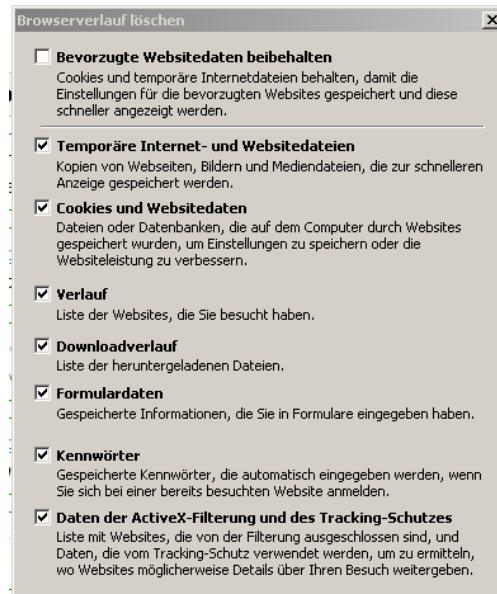 Browserverlauf löschen
Bevorzugte Websitedaten beibehalten
Cookies und temporäre Internetdateien behalten, damit die
Einstellungen für die bevorzugten Websites gespeichert und diese
schneller angezeigt werden.
Temporäre Internet- und Websitedateien
Kopien von Webseiten, Bildern und Mediendateien, die zur schnelleren
Anzeige gespeichert werden.
Cookies und Websitedaten
Dateien oder Datenbanken, die auf dem Computer durch Websites
gespeichert wurden, um Einstellungen zu speichern oder die
Websiteleistung zu verbessern.
Verlauf
Liste der Websites, die Sie besucht haben.
Downloadverlauf
Liste der heruntergeladenen Dateien.
Formulardaten
Gespeicherte Informationen, die Sie in Formulare eingegeben haben.
Kennwörter
Gespeicherte Kennwörter, die automatisch eingegeben werden, wenn
Sie sich bei einer bereits besuchten Website anmelden.
Daten der ActiveX-Filterung und des Tracking-Schutzes
Liste mit Websites, die von der Filterung ausgeschlossen sind, und
Daten, die vom Tracking-Schutz verwendet werden, um zu ermitteln,
wo Websites möglicherweise Details über Ihren Besuch weitergeben.